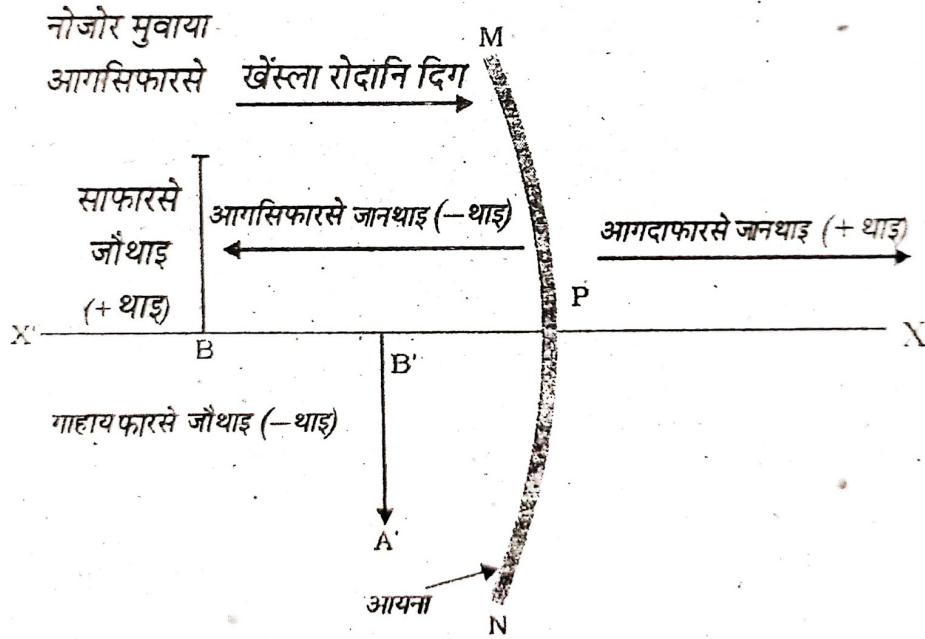 नोजोर मुवाया
आगसिफारसे
खेंस्ला रोदानि दिग
M
साफारसे
जौथाइ
(+ थाइ)
आगसिफारसे जानथाइ (−थाइ)
आगदाफारसे जानथाइ (+ थाइ)
P
X'
B
B'
X
गाहाय फारसे जौथाइ (−थाइ)
A'
आयना
N